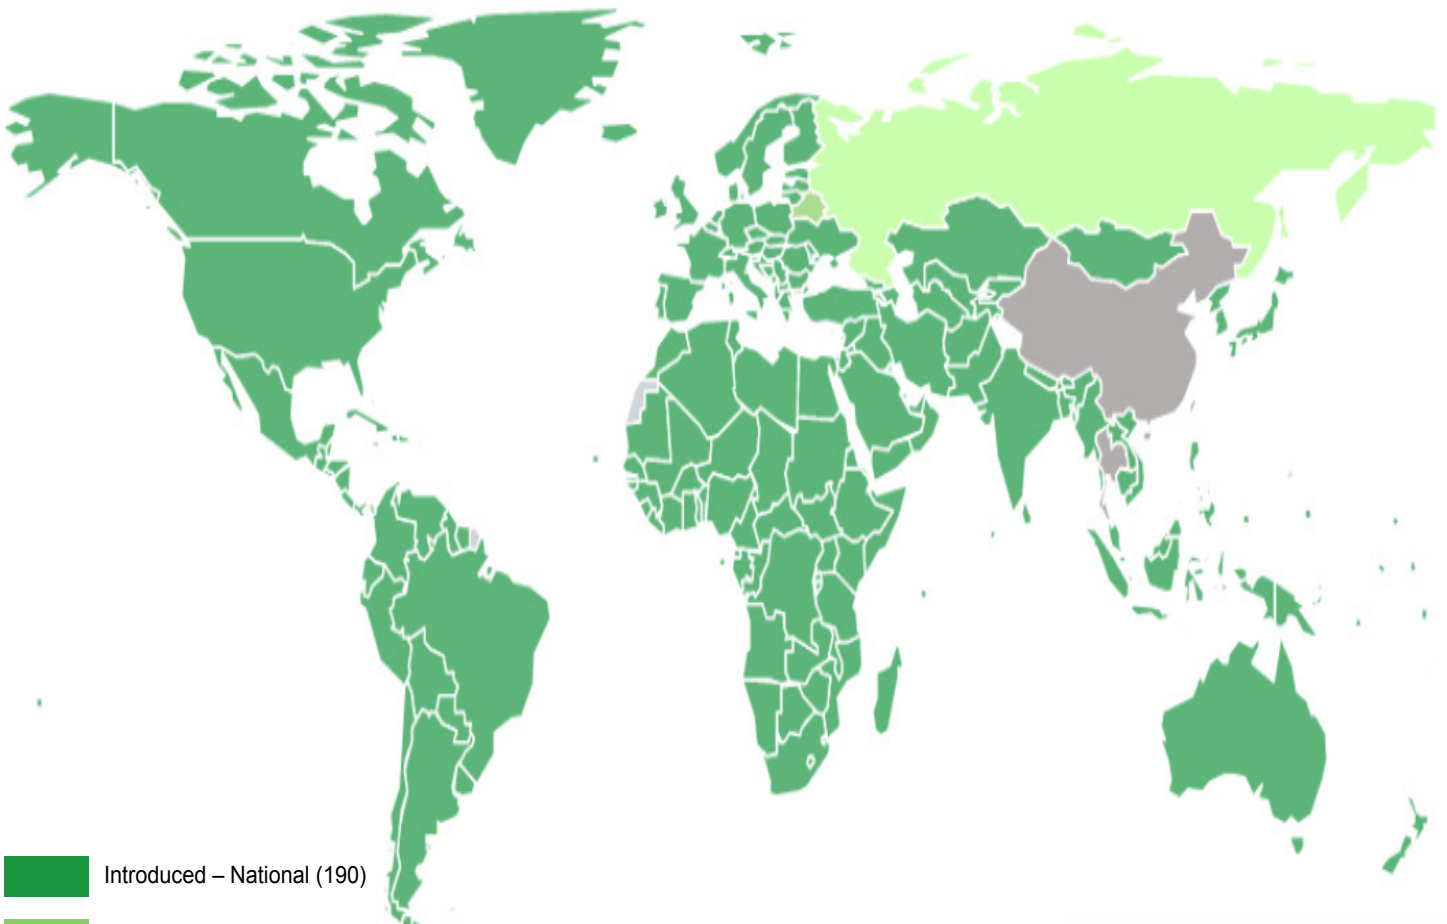 Introduced – National (190)